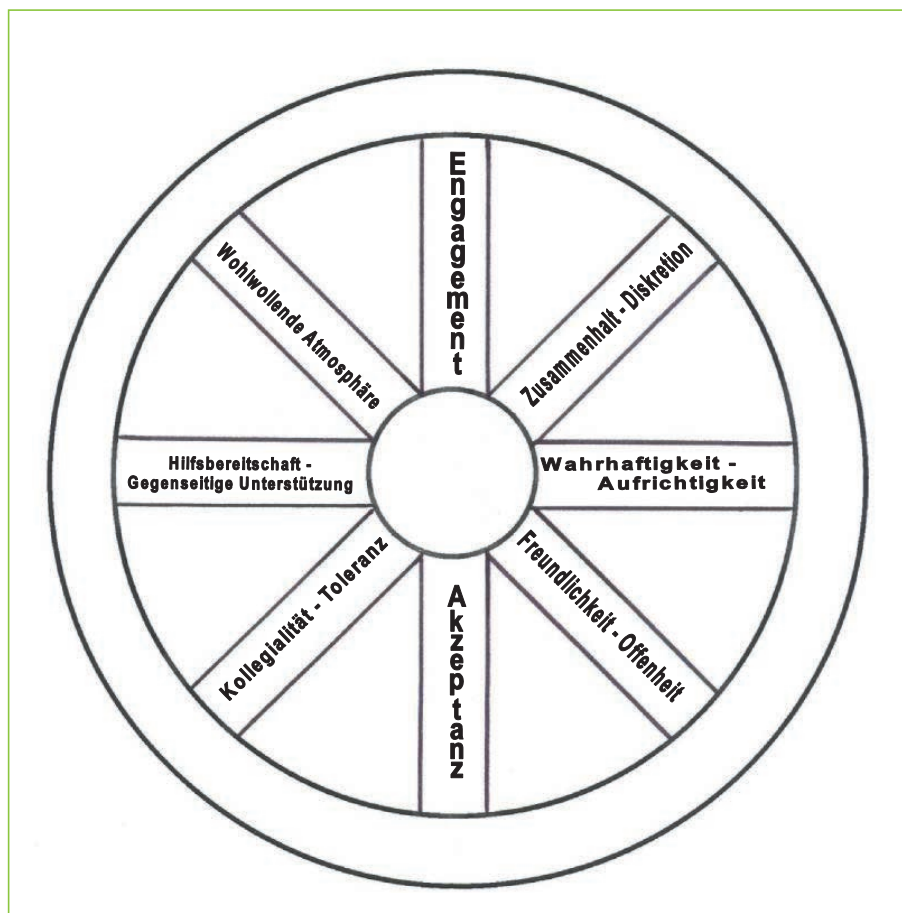 Engagement
Zusammenhalt - Diskretion
Wahrhaftigkeit -
Aufrichtigkeit
Freundlichkeit - Offenheit
Akzeptanz
Kollegialität - Toleranz
Hilfsbereitschaft -
Gegenseitige Unterstützung
Wohlwollende Atmosphäre